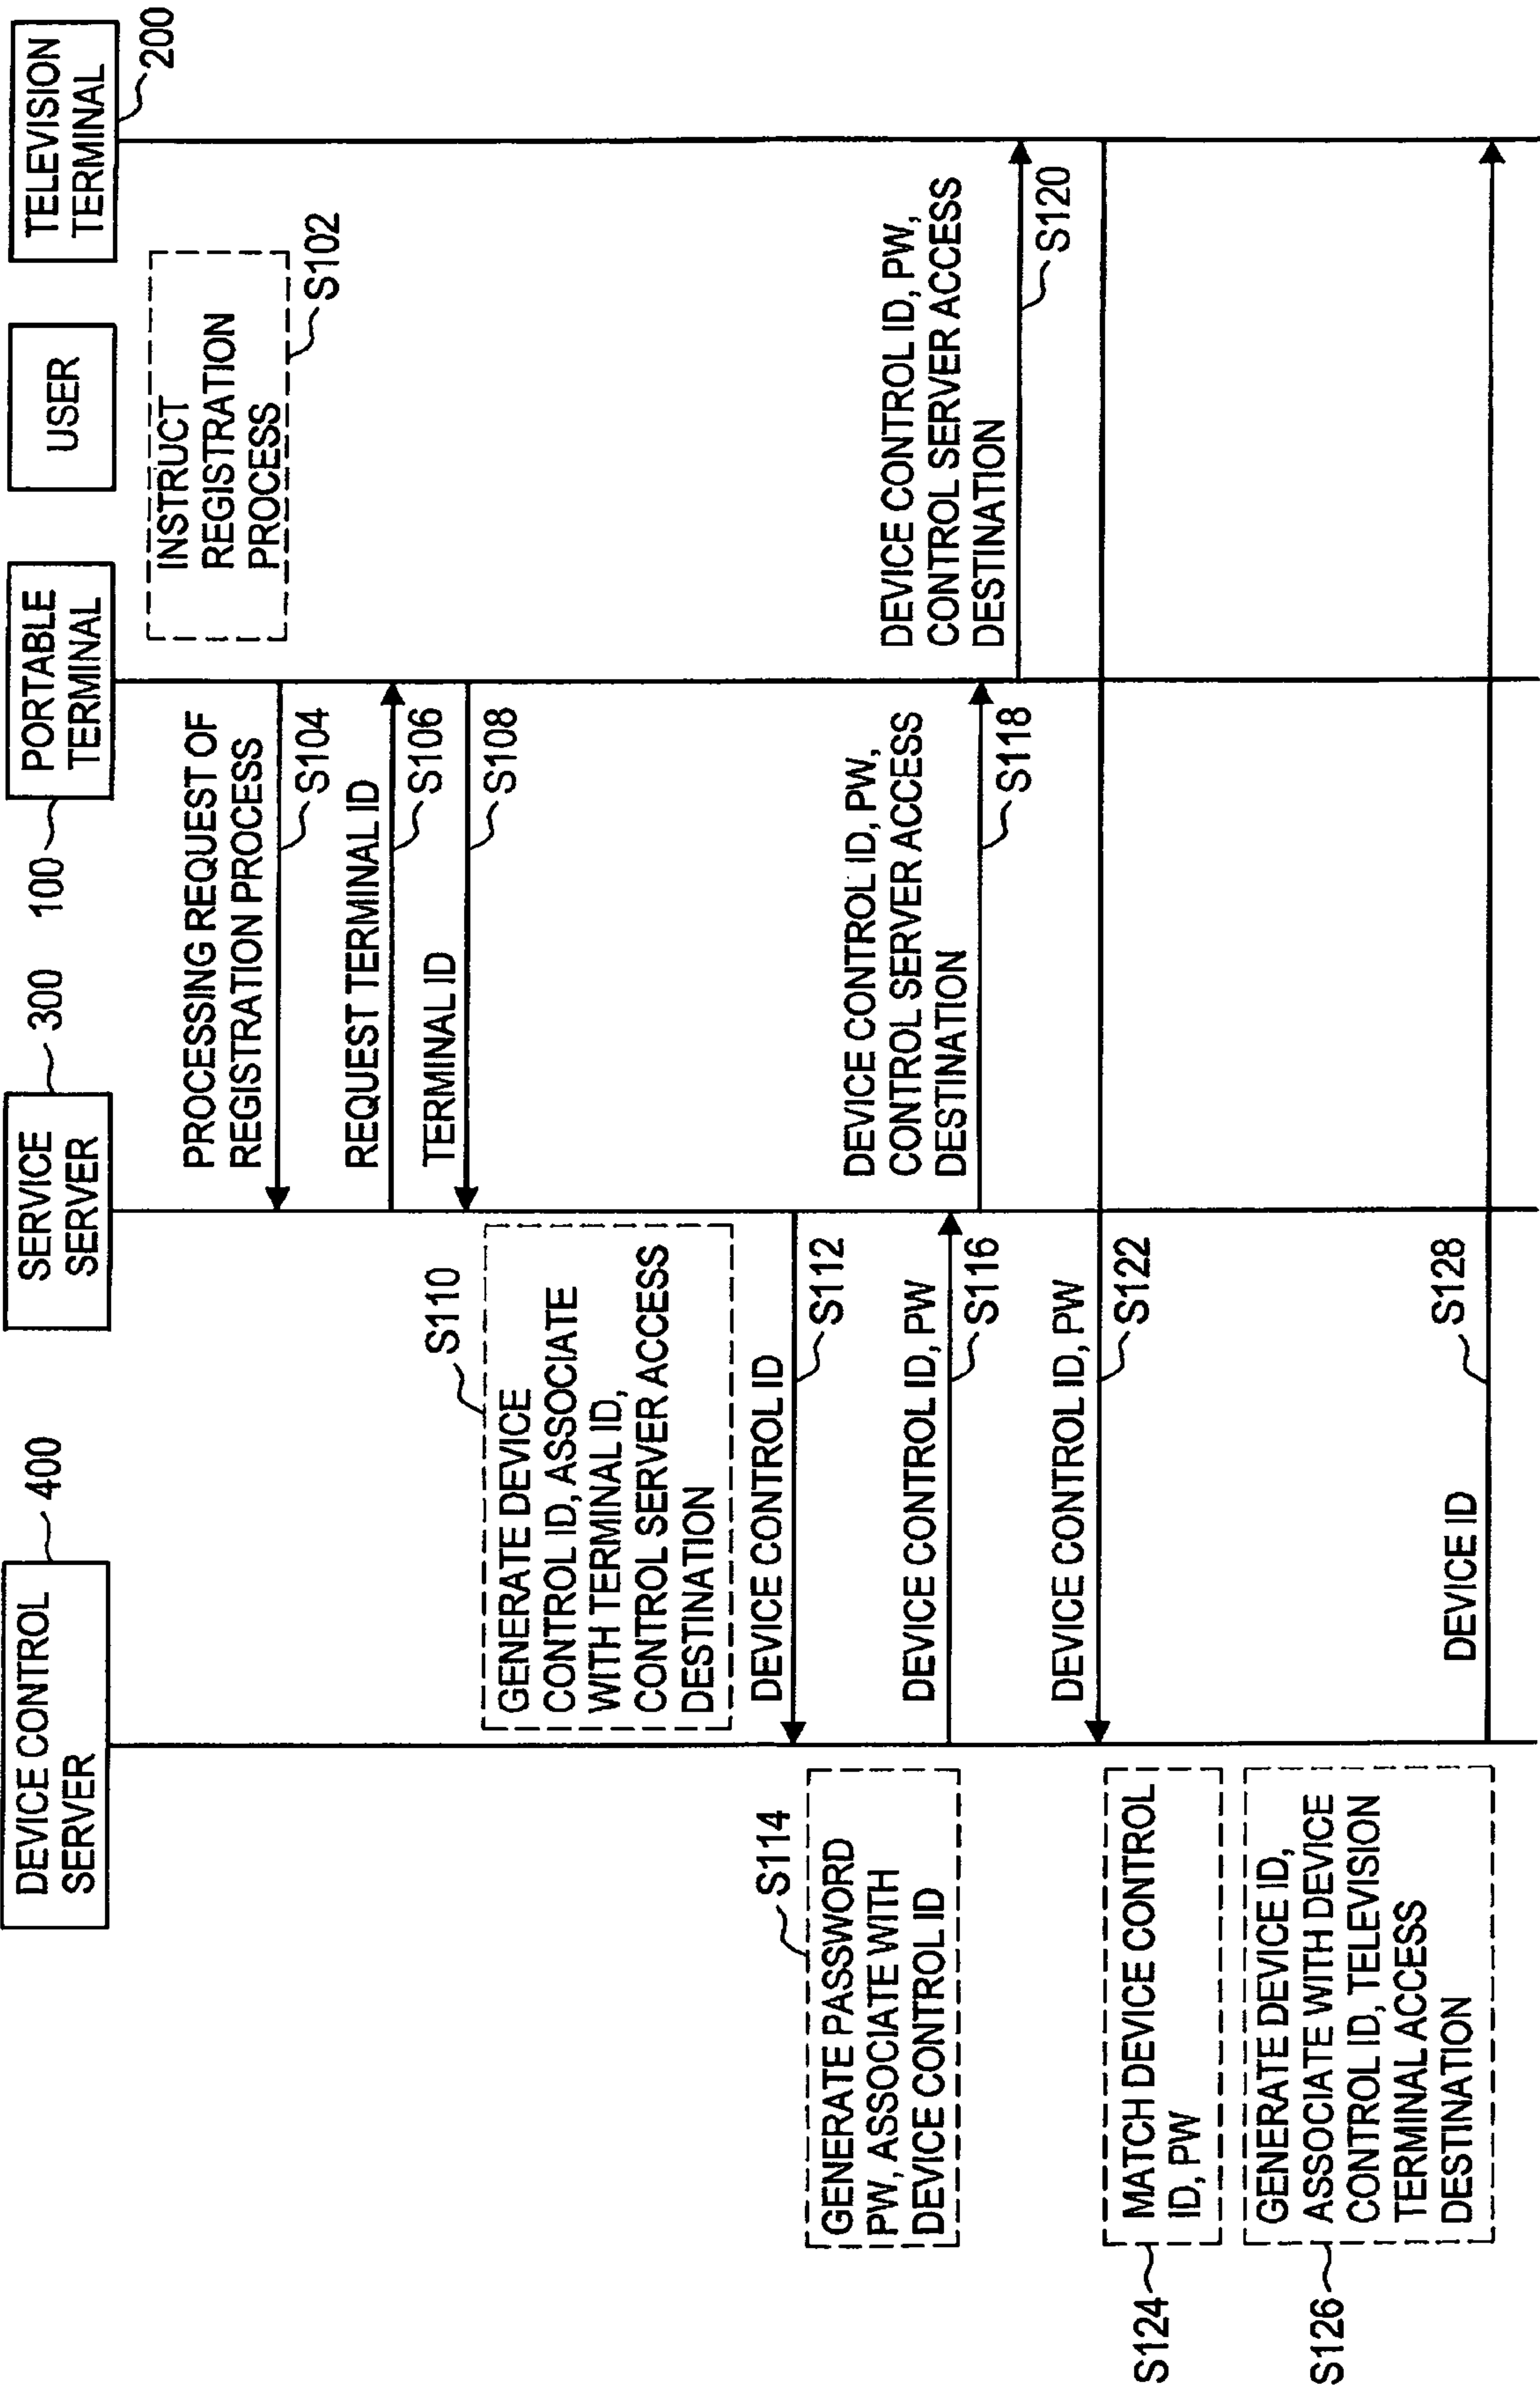 DEVICE CONTROL
SERVER
400
SERVICE
SERVER
300
PORTABLE
TERMINAL
100
USER
TELEVISION
TERMINAL
200
INSTRUCT
REGISTRATION
PROCESS
S102
PROCESSING REQUEST OF
REGISTRATION PROCESS
S104
REQUEST TERMINAL ID
S106
TERMINAL ID
S108
S110
GENERATE DEVICE
CONTROL ID, ASSOCIATE
WITH TERMINAL ID,
CONTROL SERVER ACCESS
DESTINATION
DEVICE CONTROL ID
S112
S114
GENERATE PASSWORD
PW, ASSOCIATE WITH
DEVICE CONTROL ID
DEVICE CONTROL ID, PW
S116
DEVICE CONTROL ID, PW,
CONTROL SERVER ACCESS
DESTINATION
S118
DEVICE CONTROL ID, PW,
CONTROL SERVER ACCESS
DESTINATION
S120
DEVICE CONTROL ID, PW
S122
S124
MATCH DEVICE CONTROL
ID, PW
S126
GENERATE DEVICE ID,
ASSOCIATE WITH DEVICE
CONTROL ID, TELEVISION
TERMINAL ACCESS
DESTINATION
DEVICE ID
S128